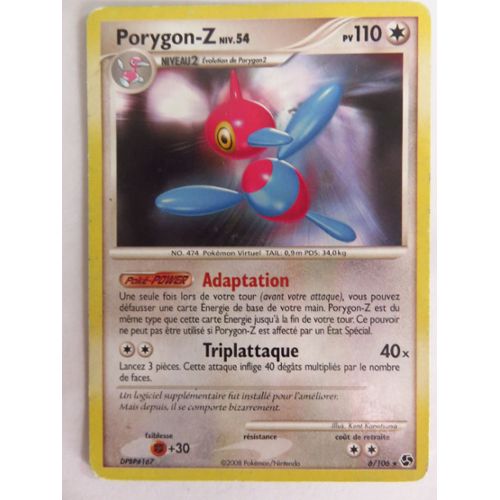 Porygon-Z NIV.54 PV 110
NIVEAU 2 Évolution de Porygon2
NO. 474 Pokémon Virtuel TAIL: 0,9m PDS: 34,0kg
Poké-POWER Adaptation
Une seule fois lors de votre tour (avant votre attaque), vous pouvez
défausser une carte Énergie de base de votre main. Porygon-Z est du
même type que cette carte Énergie jusqu'à la fin de votre tour. Ce pouvoir
ne peut pas être utilisé si Porygon-Z est affecté par un État Spécial.
Triplattaque 40x
Lancez 3 pièces. Cette attaque inflige 40 dégâts multipliés par le nombre
de faces.
Un logiciel supplémentaire fut installé pour l'améliorer.
Mais depuis, il se comporte bizarrement.
Illus. Kent Kanetsuna
faiblesse résistance coût de retraite
+30
DPBP#167 ©2008 Pokémon/Nintendo 6/106 ★